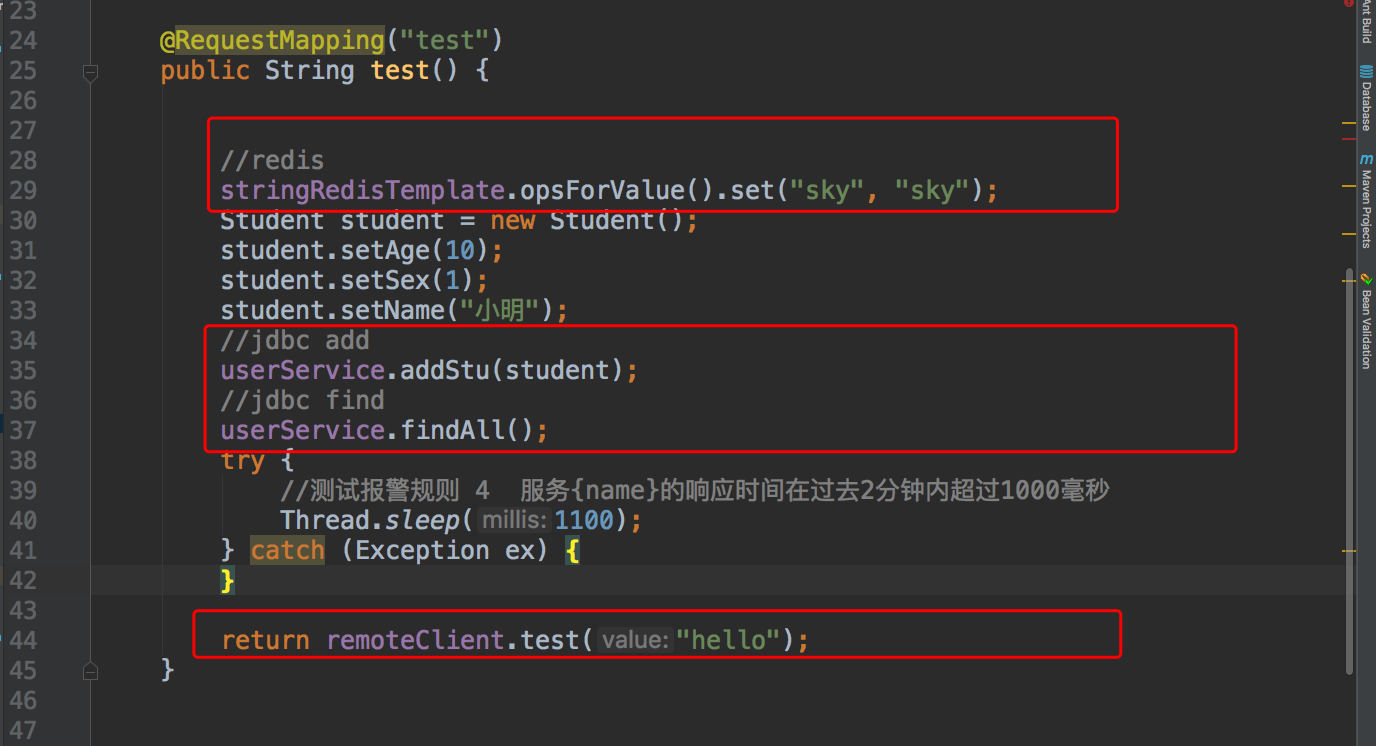 23
24 @RequestMapping("test")
25 public String test() {
26
27
28 //redis
29 stringRedisTemplate.opsForValue().set("sky", "sky");
30 Student student = new Student();
31 student.setAge(10);
32 student.setSex(1);
33 student.setName("小明");
34 //jdbc add
35 userService.addStu(student);
36 //jdbc find
37 userService.findAll();
38 try {
39 //测试报警规则 4  服务{name}的响应时间在过去2分钟内超过1000毫秒
40 Thread.sleep( millis: 1100);
41 } catch (Exception ex) {
42 }
43
44 return remoteClient.test( value: "hello");
45 }
46
47
Ant Build
Database
m Maven Projects
Bean Validation